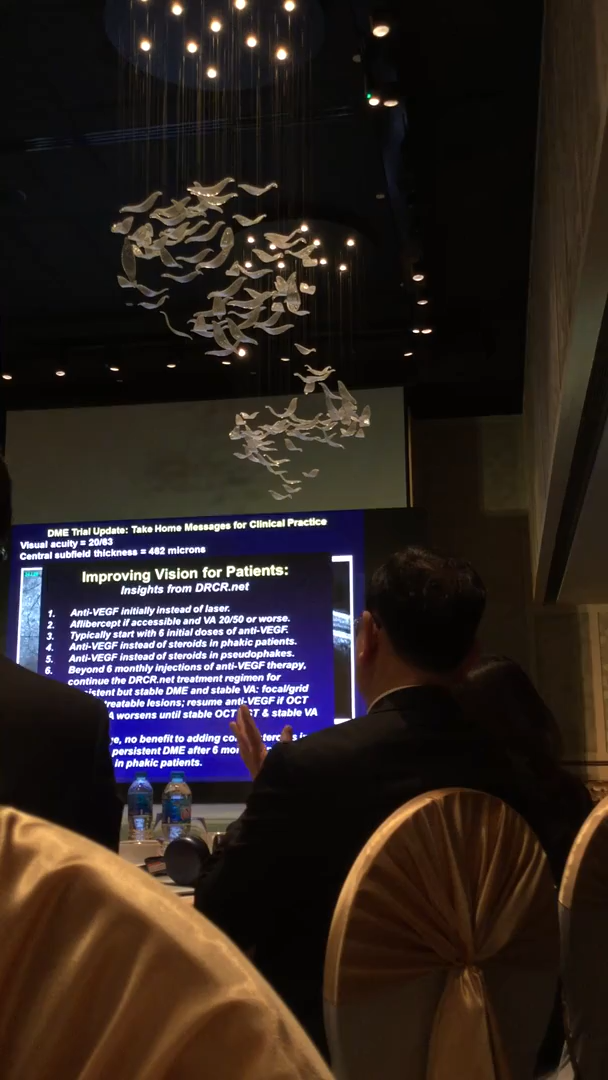 DME Trial Update: Take Home Messages for Clinical Practice
Visual acuity = 20/63
Central subfield thickness = 462 microns
Improving Vision for Patients:
Insights from DRCR.net
1. Anti-VEGF initially instead of laser.
2. Aflibercept if accessible and VA 20/50 or worse.
3. Typically start with 6 initial doses of anti-VEGF.
4. Anti-VEGF instead of steroids in phakic patients.
5. Anti-VEGF instead of steroids in pseudophakes.
6. Beyond 6 monthly injections of anti-VEGF therapy,
continue the DRCR.net treatment regimen for
but stable DME and stable VA: focal/grid
treatable lesions; resume anti-VEGF if OCT
worsens until stable OCT & stable VA
no benefit to adding
persistent DME after 6
in phakic patients.